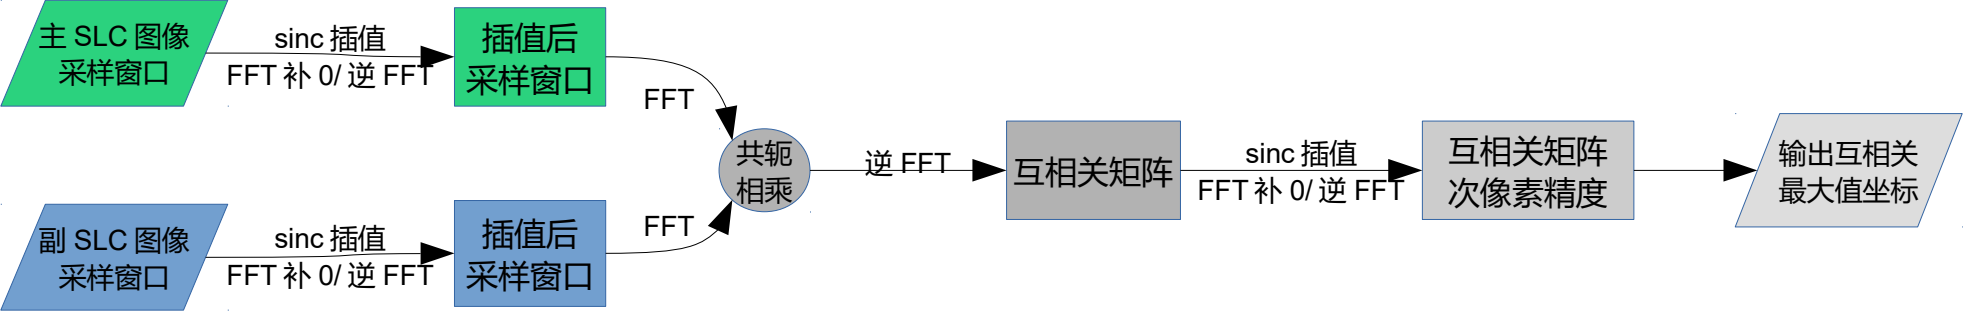 主 SLC 图像
采样窗口
sinc 插值
FFT 补 0/ 逆 FFT
插值后
采样窗口
FFT
副 SLC 图像
采样窗口
sinc 插值
FFT 补 0/ 逆 FFT
插值后
采样窗口
FFT
共轭
相乘
逆 FFT
互相关矩阵
sinc 插值
FFT 补 0/ 逆 FFT
互相关矩阵
次像素精度
输出互相关
最大值坐标